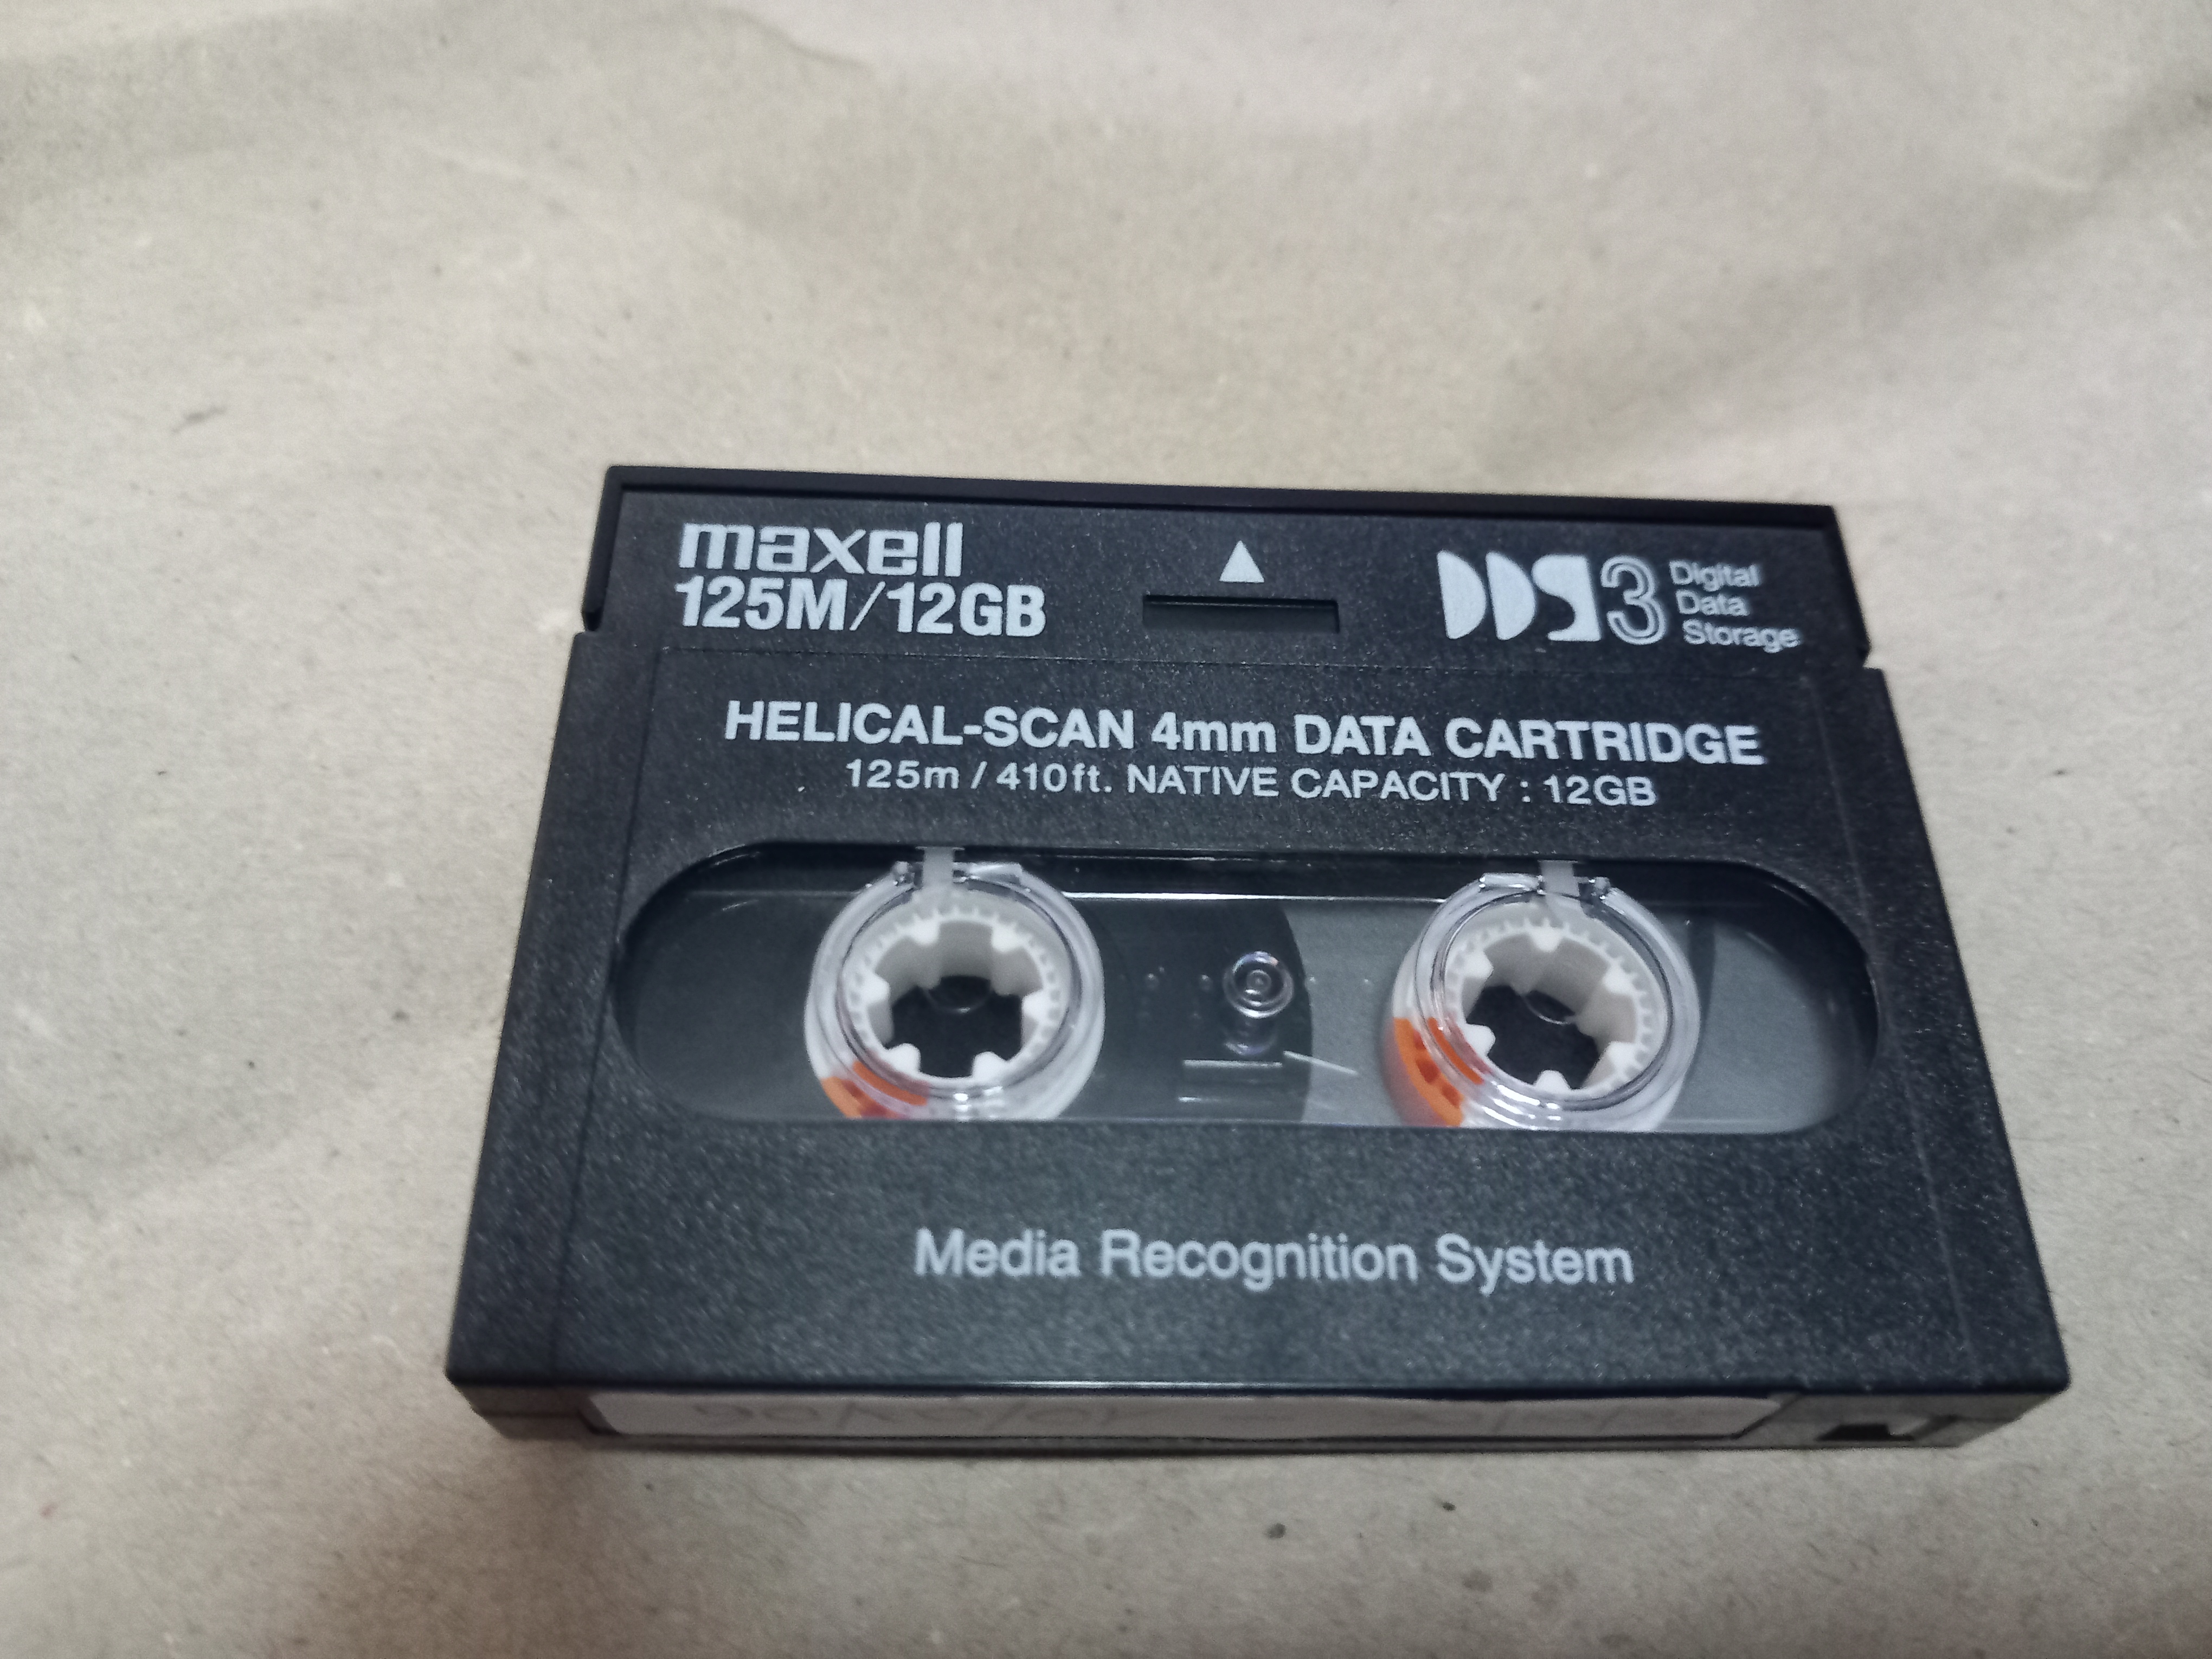 maxell
125M/12GB
DDS3
Digital
Data
Storage
HELICAL-SCAN 4mm DATA CARTRIDGE
125m / 410ft. NATIVE CAPACITY : 12GB
Media Recognition System